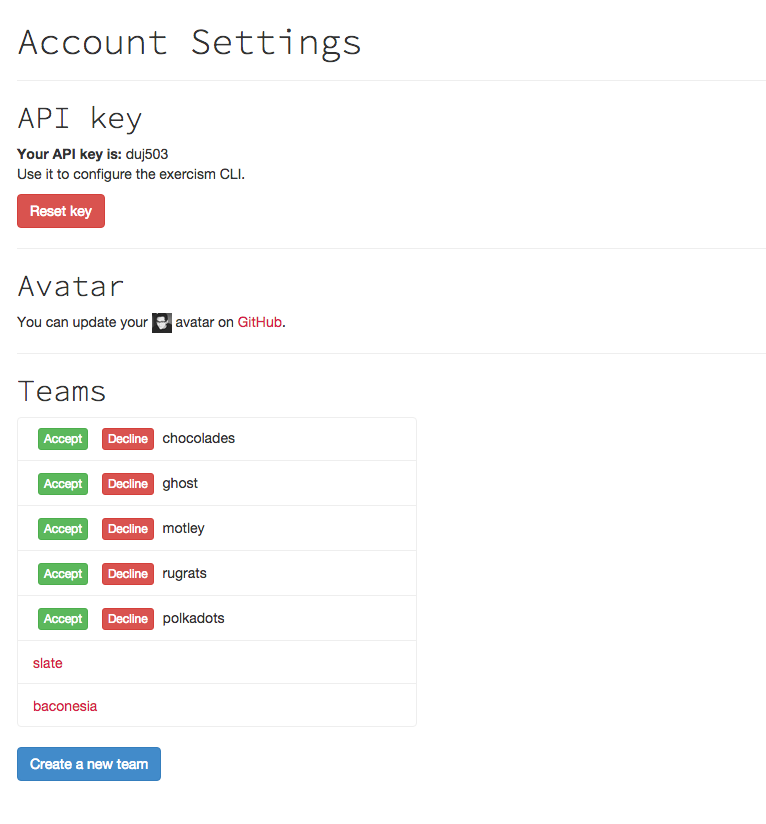 Account Settings
API key
Your API key is: duj503
Use it to configure the exercism CLI.
Reset key
Avatar
You can update your avatar on GitHub.
Teams
Accept Decline chocolades
Accept Decline ghost
Accept Decline motley
Accept Decline rugrats
Accept Decline polkadots
slate
baconesia
Create a new team